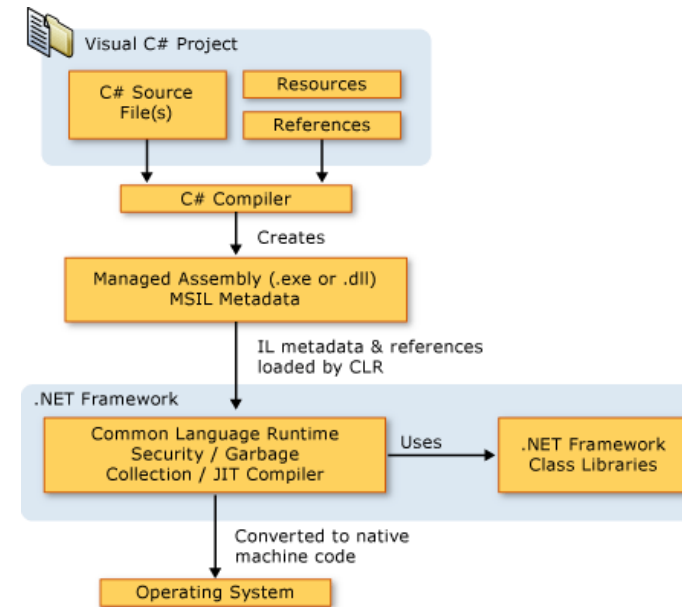 Visual C# Project
C# Source
File(s)
Resources
References
C# Compiler
Creates
Managed Assembly (.exe or .dll)
MSIL Metadata
IL metadata & references
loaded by CLR
.NET Framework
Common Language Runtime
Security / Garbage
Collection / JIT Compiler
Uses
.NET Framework
Class Libraries
Converted to native
machine code
Operating System